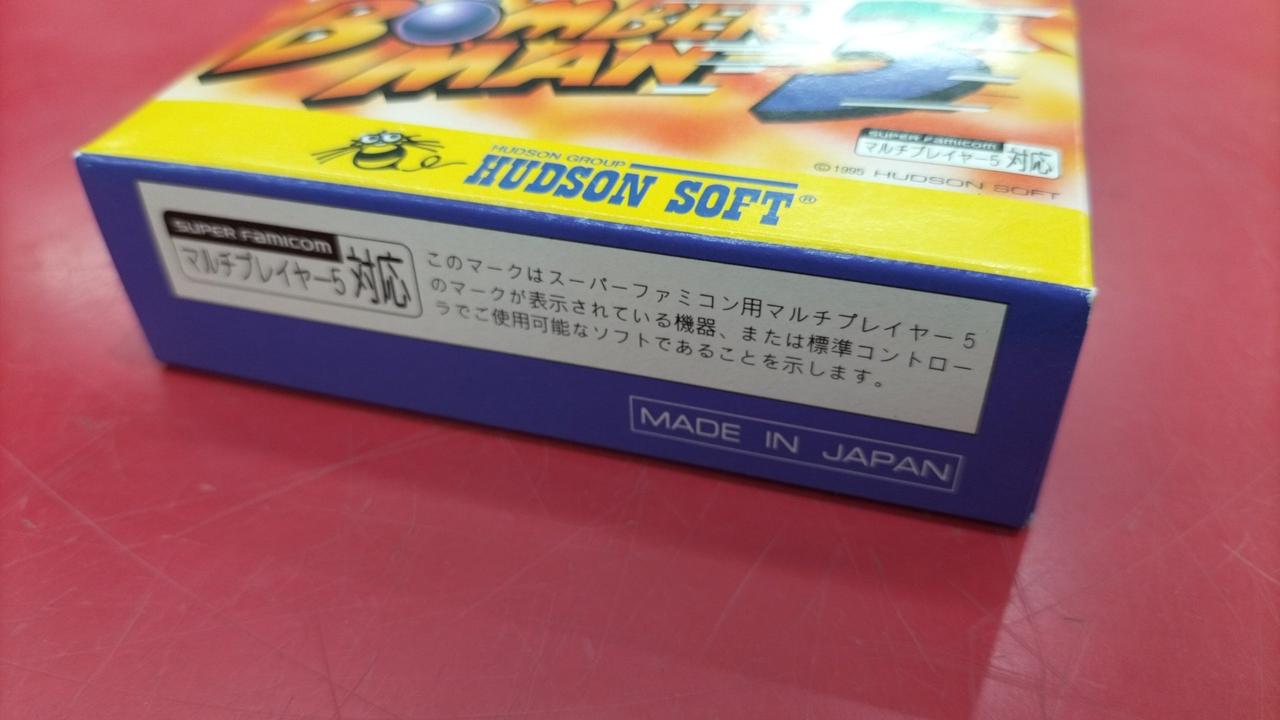 BOMBER
MAN 3
SUPER Famicom
マルチプレイヤー5 対応
©1995 HUDSON SOFT
HUDSON GROUP
HUDSON SOFT®
SUPER Famicom
マルチプレイヤー5 対応
このマークはスーパーファミコン用マルチプレイヤー5
のマークが表示されている機器、または標準コントロー
ラでご使用可能なソフトであることを示します。
MADE IN JAPAN